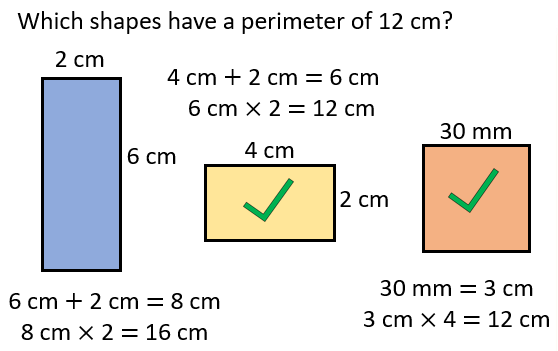 Which shapes have a perimeter of 12 cm?
2 cm
6 cm
6 cm + 2 cm = 8 cm
8 cm × 2 = 16 cm
4 cm + 2 cm = 6 cm
6 cm × 2 = 12 cm
4 cm
2 cm
30 mm
30 mm = 3 cm
3 cm × 4 = 12 cm